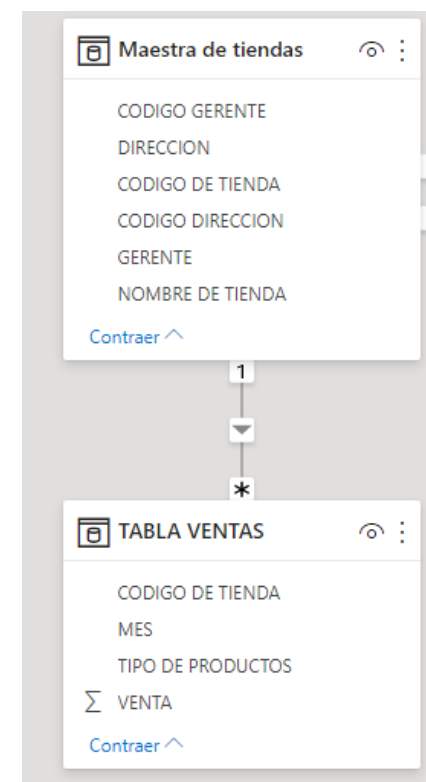 Maestra de tiendas
CODIGO GERENTE
DIRECCION
CODIGO DE TIENDA
CODIGO DIRECCION
GERENTE
NOMBRE DE TIENDA
Contraer
1
*
TABLA VENTAS
CODIGO DE TIENDA
MES
TIPO DE PRODUCTOS
∑ VENTA
Contraer